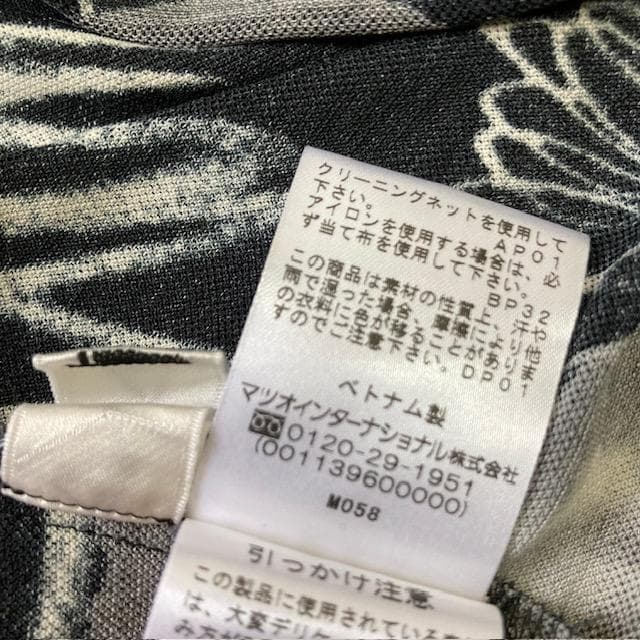 クリーニングネットを使用して
下さい。 AP01
アイロンを使用する場合は、必
ず当て布を使用して下さい。
BP32
この商品は素材の性質上、汗や
雨で湿った場合、摩擦により他
の衣料に色が移ることがありま
すのでご注意下さい。 DP01
ベトナム製
マツオインターナショナル株式会社
0120-29-1951
(001139600000)
M058
引っかけ注意
この製品に使用されている
は、大変デリケ
み方が